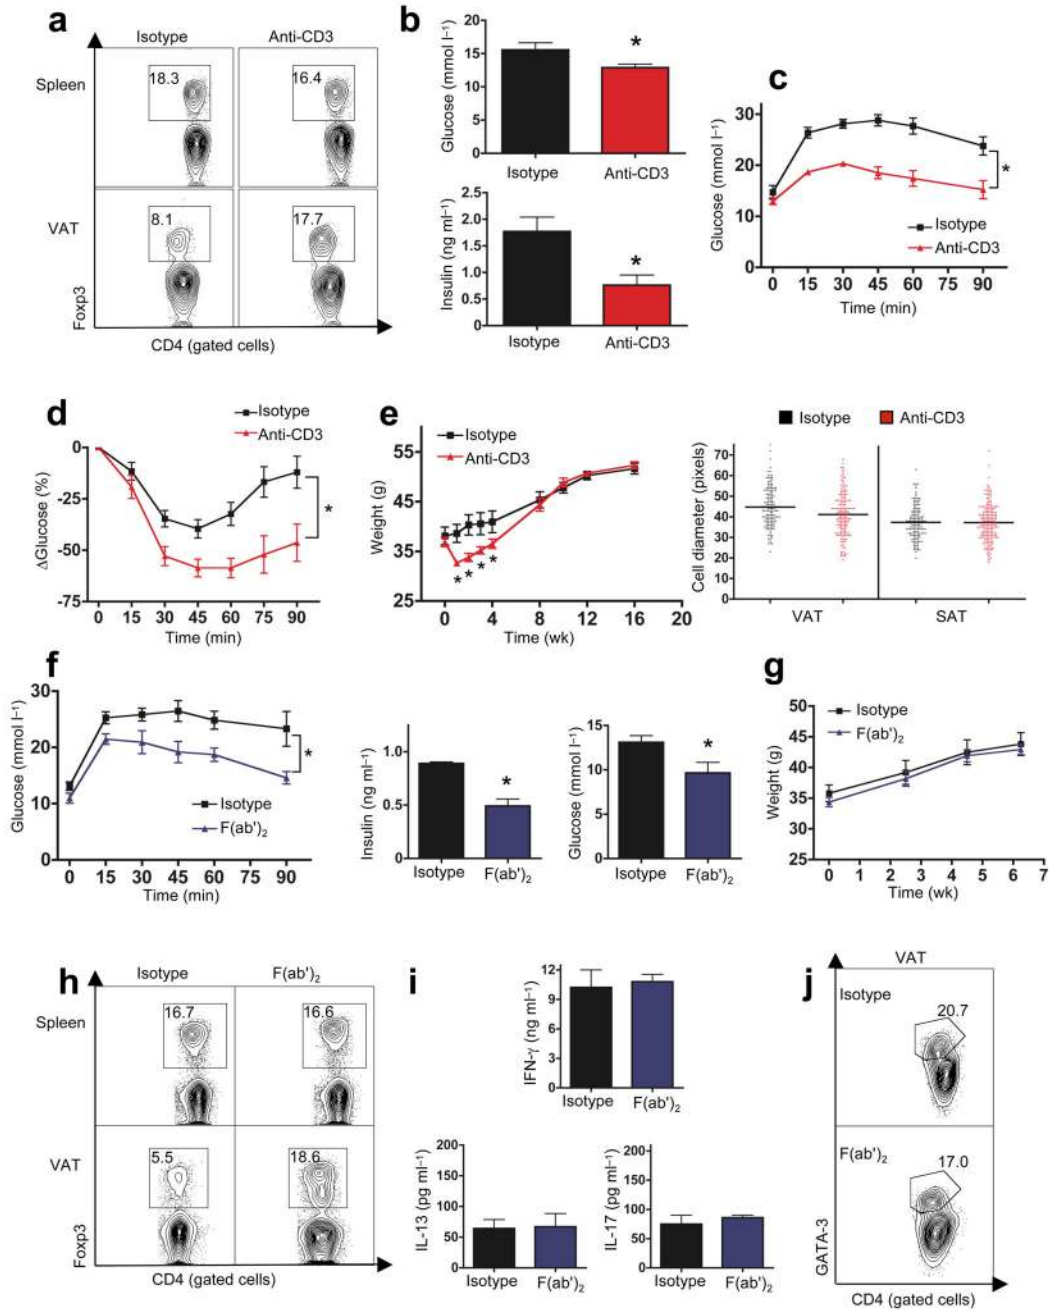 a
Isotype
Anti-CD3
Spleen
18.3
16.4
VAT
8.1
17.7
Foxp3
CD4 (gated cells)
b
Glucose (mmol l⁻¹)
20
15
10
5
0
*
Isotype
Anti-CD3
Insulin (ng ml⁻¹)
2.5
2.0
1.5
1.0
0.5
0
*
Isotype
Anti-CD3
c
Glucose (mmol l⁻¹)
30
20
10
0
*
Isotype
Anti-CD3
0 15 30 45 60 90
Time (min)
d
Isotype
Anti-CD3
ΔGlucose (%)
0
-25
-50
-75
*
0 15 30 45 60 75 90
Time (min)
e
Isotype
Anti-CD3
Weight (g)
55
45
35
25
* * * *
0 4 8 12 16 20
Time (wk)
Isotype
Anti-CD3
Cell diameter (pixels)
70
60
50
40
30
20
10
0
VAT
SAT
f
Glucose (mmol l⁻¹)
30
20
10
0
*
Isotype
F(ab')₂
0 15 30 45 60 90
Time (min)
Insulin (ng ml⁻¹)
1.0
0.5
0
*
Isotype
F(ab')₂
Glucose (mmol l⁻¹)
15
10
5
0
*
Isotype
F(ab')₂
g
Isotype
F(ab')₂
Weight (g)
45
40
35
30
25
0 1 2 3 4 5 6 7
Time (wk)
h
Isotype
F(ab')₂
Spleen
16.7
16.6
VAT
5.5
18.6
Foxp3
CD4 (gated cells)
i
IFN-γ (ng ml⁻¹)
12
9
6
3
0
Isotype
F(ab')₂
IL-13 (pg ml⁻¹)
200
150
100
50
0
Isotype
F(ab')₂
IL-17 (pg ml⁻¹)
200
150
100
50
0
Isotype
F(ab')₂
j
VAT
Isotype
20.7
F(ab')₂
17.0
GATA-3
CD4 (gated cells)